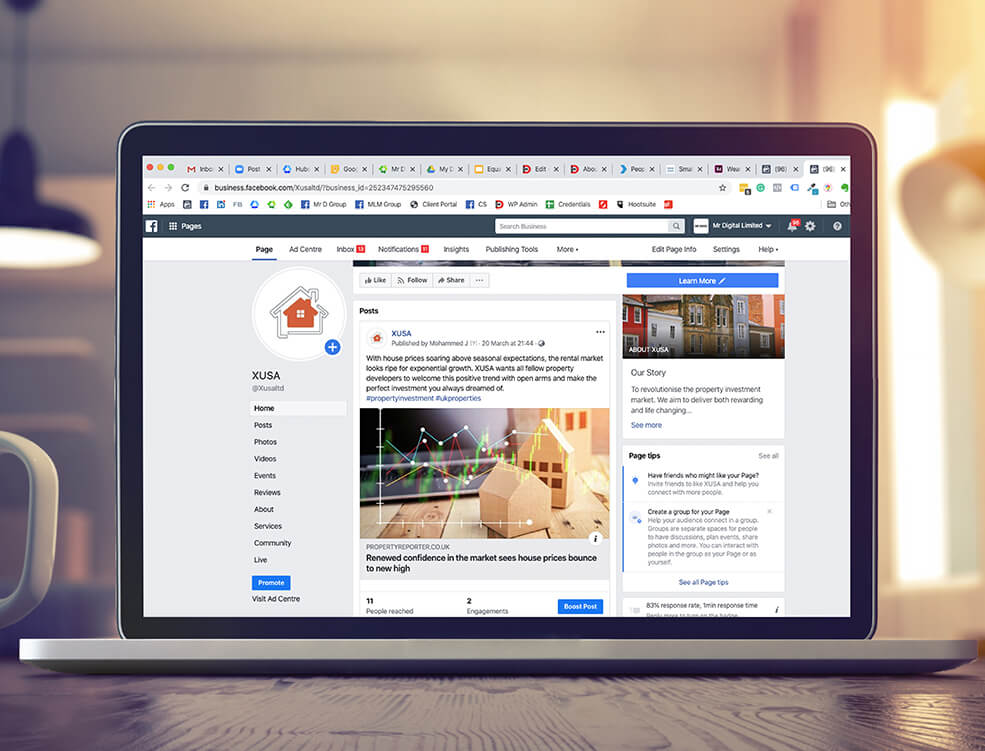 Inbo
Post
Hub:
Goo
Mr D
My D
Equi
Edit
Abo
Peop
Smal
(96)
(96)
business.facebook.com/Xusaltd/?business_id=252347475295560
Apps
FB
Mr D Group
MLM Group
Client Portal
CS
WP Admin
Credentials
Hootsuite
Oth
Pages
Search Business
Mr Digital Limited
Page
Ad Centre
Inbox 13
Notifications
Insights
Publishing Tools
More
Edit Page Info
Settings
Help
Like
Follow
Share
Learn More
XUSA
@Xusaltd
Home
Posts
Photos
Videos
Events
Reviews
About
Services
Community
Live
Promote
Visit Ad Centre
Posts
XUSA
Published by Mohammed J · 20 March at 21:44 ·
With house prices soaring above seasonal expectations, the rental market
looks ripe for exponential growth. XUSA wants all fellow property
developers to welcome this positive trend with open arms and make the
perfect investment you always dreamed of.
#propertyinvestment #ukproperties
PROPERTYREPORTER.CO.UK
Renewed confidence in the market sees house prices bounce
to new high
11
People reached
2
Engagements
Boost Post
ABOUT XUSA
Our Story
To revolutionise the property investment
market. We aim to deliver both rewarding
and life changing...
See more
Page tips
See all
Have friends who might like your Page?
Invite friends to like XUSA and help you
connect with more people.
Create a group for your Page
Help your audience connect in a group.
Groups are separate spaces for people
to have discussions, plan events, share
photos and more. You can interact with
people in the group as your Page or as
yourself.
See all Page tips
83% response rate, 1min response time